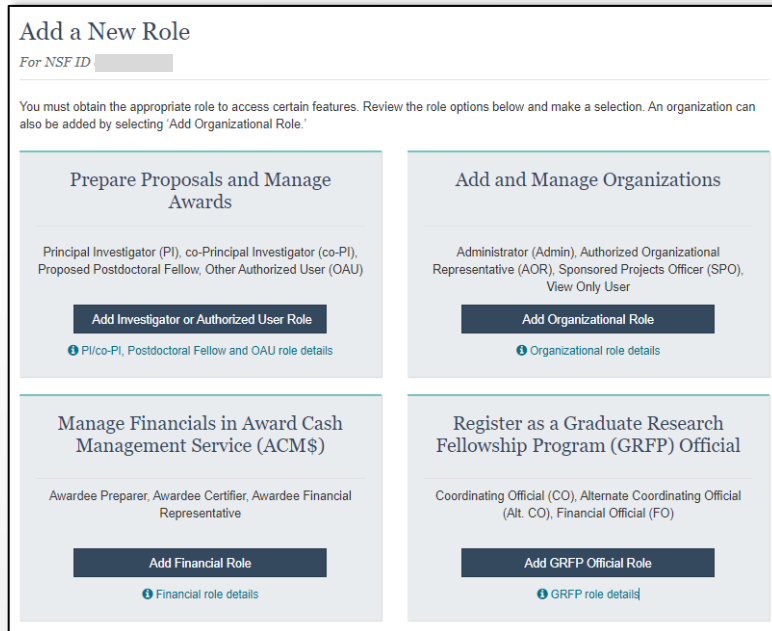 Add a New Role
For NSF ID
You must obtain the appropriate role to access certain features. Review the role options below and make a selection. An organization can
also be added by selecting ‘Add Organizational Role.’
Prepare Proposals and Manage
Awards
Principal Investigator (PI), co-Principal Investigator (co-PI),
Proposed Postdoctoral Fellow, Other Authorized User (OAU)
Add Investigator or Authorized User Role
PI/co-PI, Postdoctoral Fellow and OAU role details
Add and Manage Organizations
Administrator (Admin), Authorized Organizational
Representative (AOR), Sponsored Projects Officer (SPO),
View Only User
Add Organizational Role
Organizational role details
Manage Financials in Award Cash
Management Service (ACM$)
Awardee Preparer, Awardee Certifier, Awardee Financial
Representative
Add Financial Role
Financial role details
Register as a Graduate Research
Fellowship Program (GRFP) Official
Coordinating Official (CO), Alternate Coordinating Official
(Alt. CO), Financial Official (FO)
Add GRFP Official Role
GRFP role details